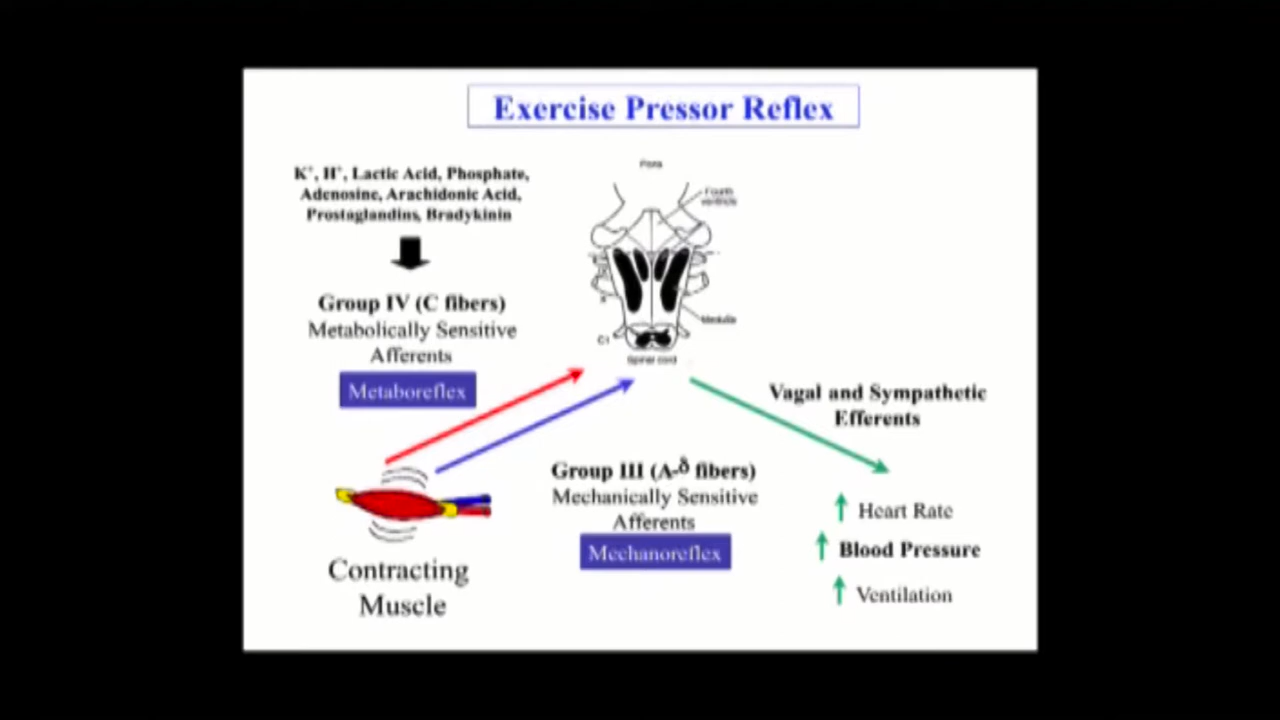 Exercise Pressor Reflex
K⁺, H⁺, Lactic Acid, Phosphate,
Adenosine, Arachidonic Acid,
Prostaglandins, Bradykinin
Group IV (C fibers)
Metabolically Sensitive
Afferents
Metaboreflex
Pons
Fourth
ventricle
Medulla
C1
Spinal cord
Vagal and Sympathetic
Efferents
Group III (A-δ fibers)
Mechanically Sensitive
Afferents
Mechanoreflex
Contracting
Muscle
Heart Rate
Blood Pressure
Ventilation